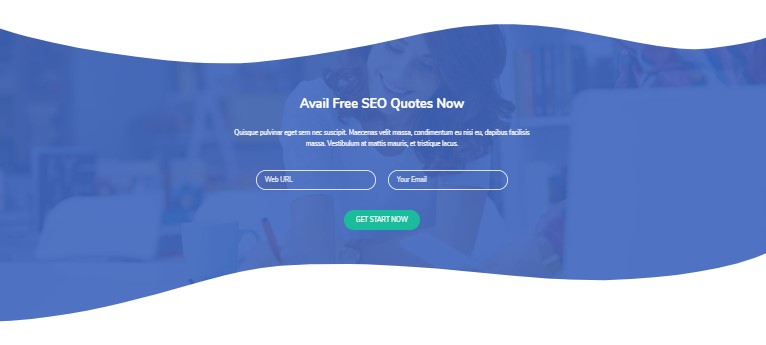 Avail Free SEO Quotes Now
Quisque pulvinar eget sem nec suscipit. Maecenas velit massa, condimentum eu nisi eu, dapibus facilisis
massa. Vestibulum at mattis mauris, et tristique lacus.
Web URL
Your Email
GET START NOW